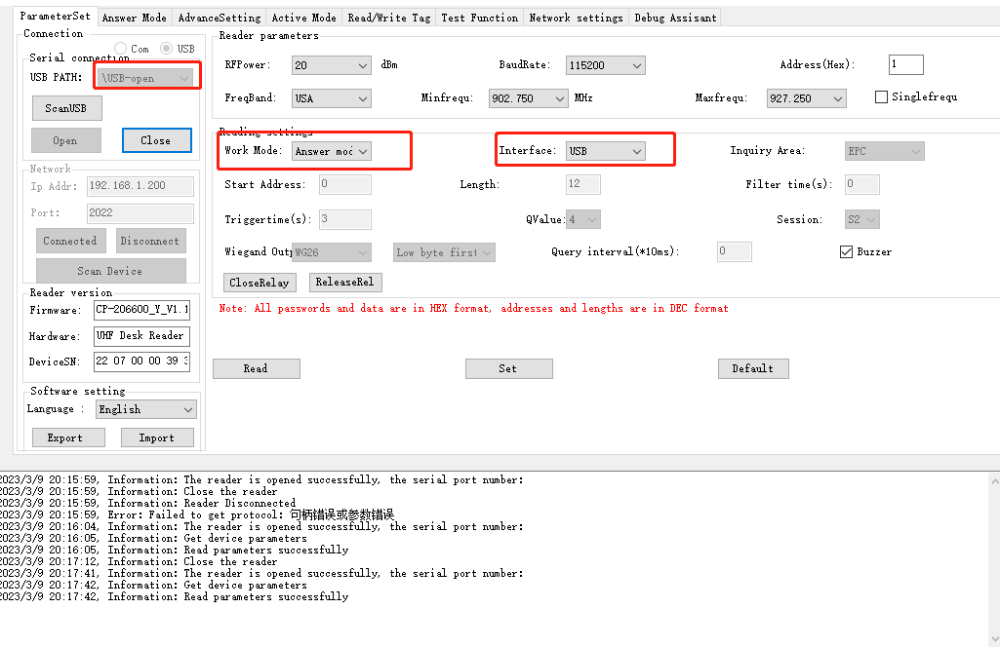 ParameterSet Answer Mode AdvanceSetting Active Mode Read/Write Tag Test Function Network settings Debug Assisant
Connection
Com USB
Serial connection
USB PATH: \USB-open
ScanUSB
Open Close
Network
Ip Addr: 192.168.1.200
Port: 2022
Connected Disconnect
Scan Device
Reader version
Firmware: CP-206600_Y_V1.1
Hardware: UHF Desk Reader
DeviceSN: 22 07 00 00 39
Software setting
Language : English
Export Import
Reader parameters
RFPower: 20 dBm BaudRate: 115200 Address(Hex): 1
FreqBand: USA Minfrequ: 902.750 MHz Maxfrequ: 927.250 Singlefrequ
Reading settings
Work Mode: Answer mod Interface: USB Inquiry Area: EPC
Start Address: 0 Length: 12 Filter time(s): 0
Triggertime(s): 3 QValue: 4 Session: S2
Wiegand Outp WG26 Low byte first Query interval(*10ms): 0 Buzzer
CloseRelay ReleaseRel
Note: All passwords and data are in HEX format, addresses and lengths are in DEC format
Read Set Default
2023/3/9 20:15:59, Information: The reader is opened successfully, the serial port number:
2023/3/9 20:15:59, Information: Close the reader
2023/3/9 20:15:59, Information: Reader Disconnected
2023/3/9 20:15:59, Error: Failed to get protocol: 句柄错误或参数错误
2023/3/9 20:16:04, Information: The reader is opened successfully, the serial port number:
2023/3/9 20:16:05, Information: Get device parameters
2023/3/9 20:16:05, Information: Read parameters successfully
2023/3/9 20:17:12, Information: Close the reader
2023/3/9 20:17:41, Information: The reader is opened successfully, the serial port number:
2023/3/9 20:17:42, Information: Get device parameters
2023/3/9 20:17:42, Information: Read parameters successfully